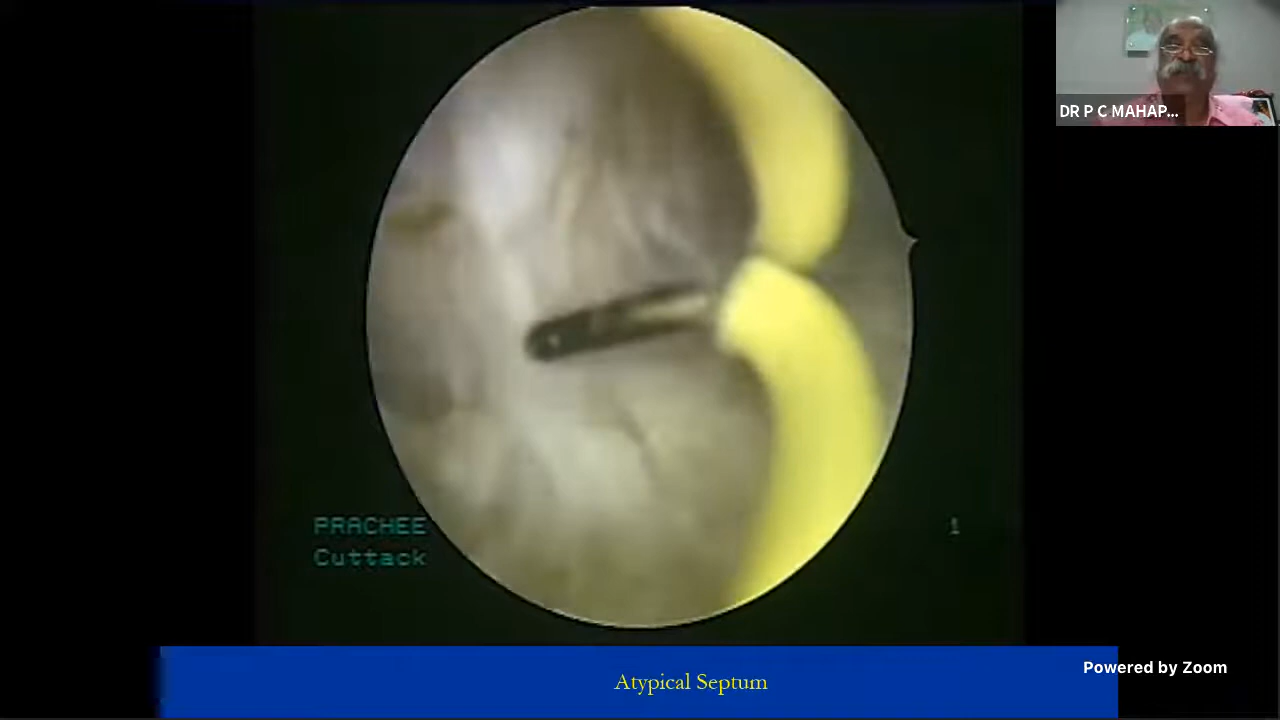 DR P C MAHAP...
PRACHEE
1
Cuttack
Atypical Septum
Powered by Zoom